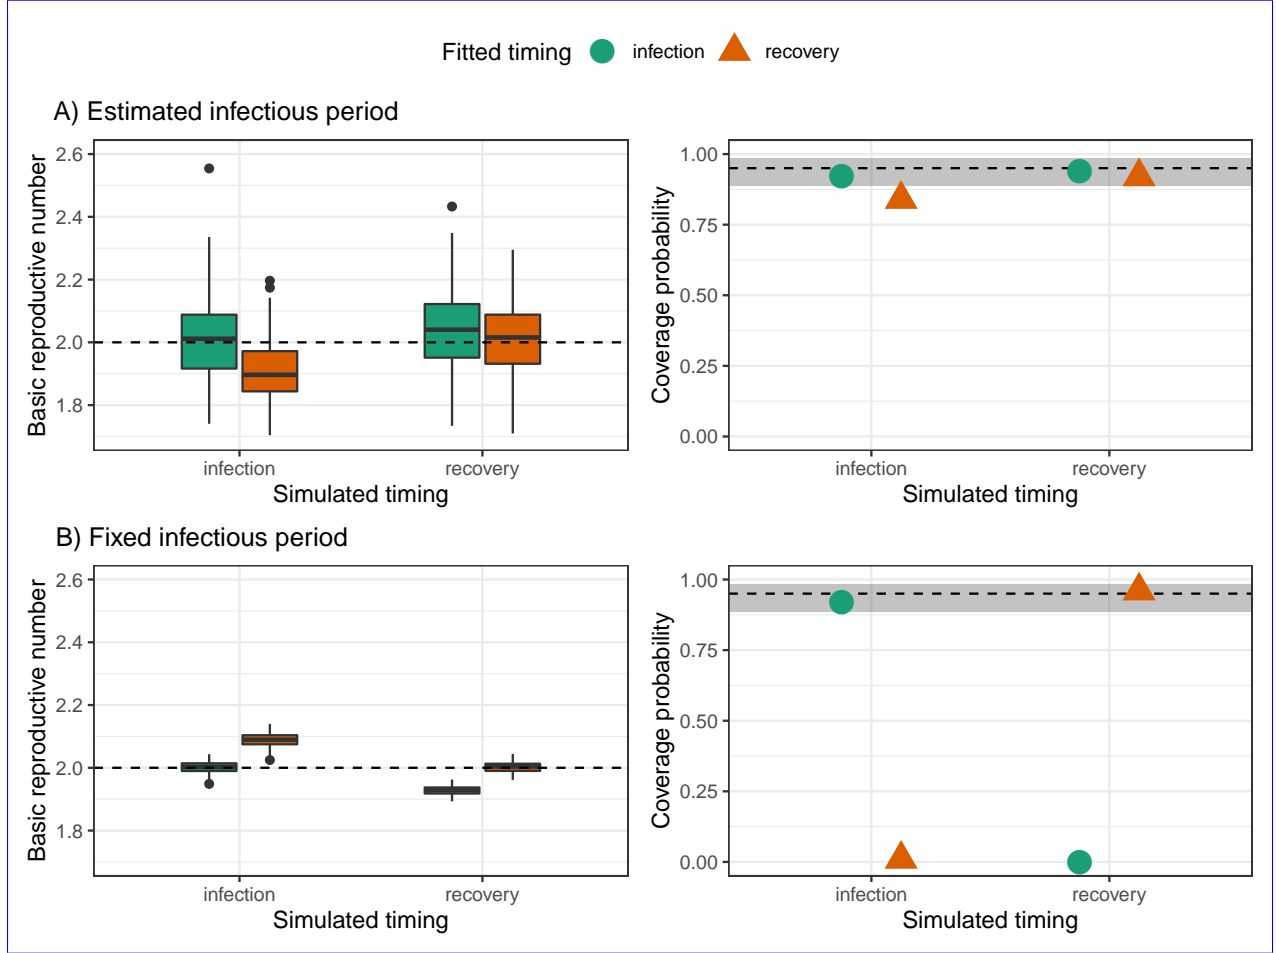 Fitted timing infection recovery
A) Estimated infectious period
Basic reproductive number
2.6
2.4
2.2
2.0
1.8
infection recovery
Simulated timing
Coverage probability
1.00
0.75
0.50
0.25
0.00
infection recovery
Simulated timing
B) Fixed infectious period
Basic reproductive number
2.6
2.4
2.2
2.0
1.8
infection recovery
Simulated timing
Coverage probability
1.00
0.75
0.50
0.25
0.00
infection recovery
Simulated timing